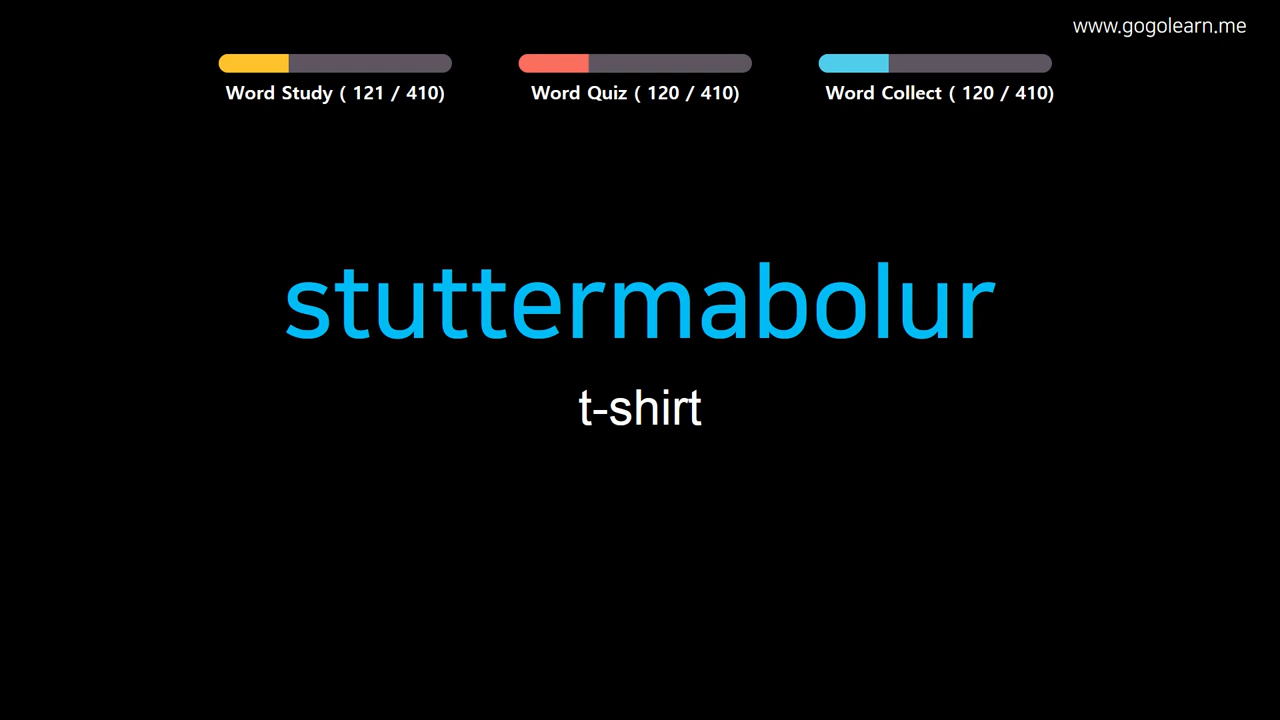 www.gogolearn.me
Word Study ( 121 / 410)
Word Quiz ( 120 / 410)
Word Collect ( 120 / 410)
stuttermabolur
t-shirt